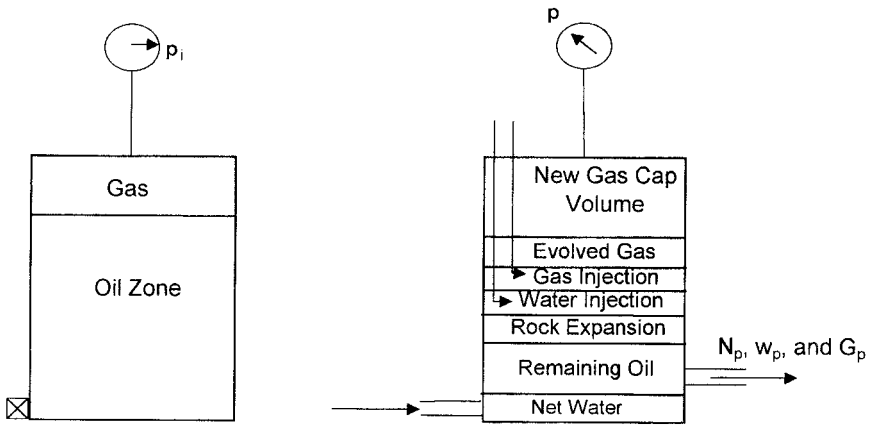 p
pi
Gas
New Gas Cap
Volume
Evolved Gas
Oil Zone
Gas Injection
Water Injection
Rock Expansion
Np, wp, and Gp
Remaining Oil
Net Water